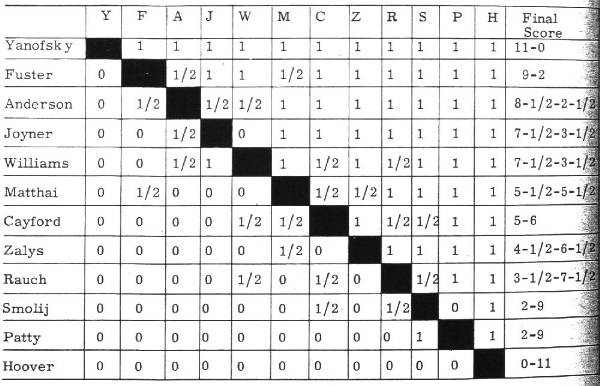 Y F A J W M C Z R S P H Final
Score
Yanofsky 1 1 1 1 1 1 1 1 1 1 1 11-0
Fuster 0 1/2 1 1 1/2 1 1 1 1 1 1 9-2
Anderson 0 1/2 1/2 1/2 1 1 1 1 1 1 1 8-1/2-2-1/2
Joyner 0 0 1/2 0 1 1 1 1 1 1 1 7-1/2-3-1/2
Williams 0 0 1/2 1 1 1/2 1 1/2 1 1 1 7-1/2-3-1/2
Matthai 0 1/2 0 0 0 1/2 1/2 1 1 1 1 5-1/2-5-1/2
Cayford 0 0 0 0 1/2 1/2 1 1/2 1/2 1 1 5-6
Zalys 0 0 0 0 0 1/2 0 1 1 1 1 4-1/2-6-1/2
Rauch 0 0 0 0 1/2 0 1/2 0 1/2 1 1 3-1/2-7-1/2
Smolij 0 0 0 0 0 0 1/2 0 1/2 0 1 2-9
Patty 0 0 0 0 0 0 0 0 0 1 1 2-9
Hoover 0 0 0 0 0 0 0 0 0 0 0 0-11